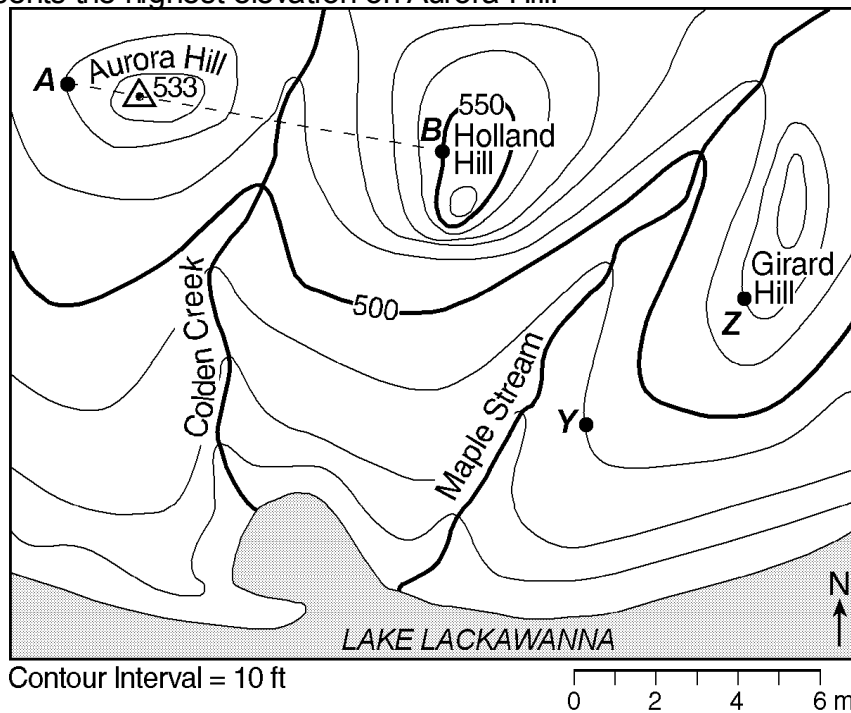 A
Aurora Hill
533
550
B
Holland
Hill
Girard
Hill
Z
500
Colden Creek
Maple Stream
Y
N
LAKE LACKAWANNA
Contour Interval = 10 ft
0 2 4 6 m